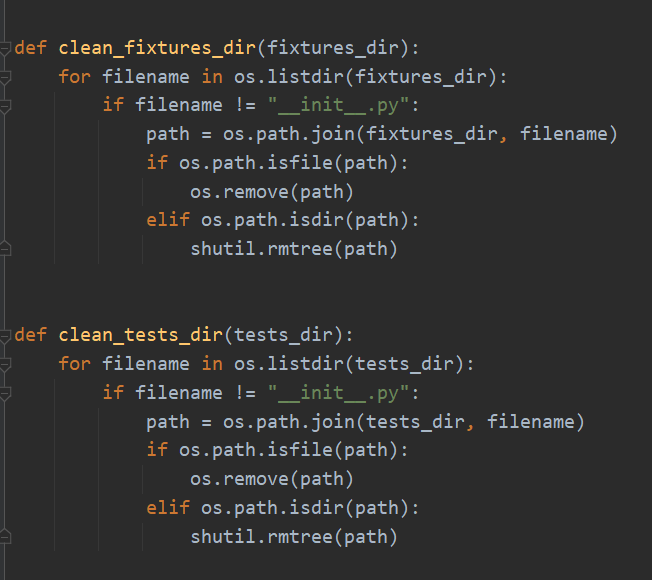 def clean_fixtures_dir(fixtures_dir):
    for filename in os.listdir(fixtures_dir):
        if filename != "__init__.py":
            path = os.path.join(fixtures_dir, filename)
            if os.path.isfile(path):
                os.remove(path)
            elif os.path.isdir(path):
                shutil.rmtree(path)
def clean_tests_dir(tests_dir):
    for filename in os.listdir(tests_dir):
        if filename != "__init__.py":
            path = os.path.join(tests_dir, filename)
            if os.path.isfile(path):
                os.remove(path)
            elif os.path.isdir(path):
                shutil.rmtree(path)